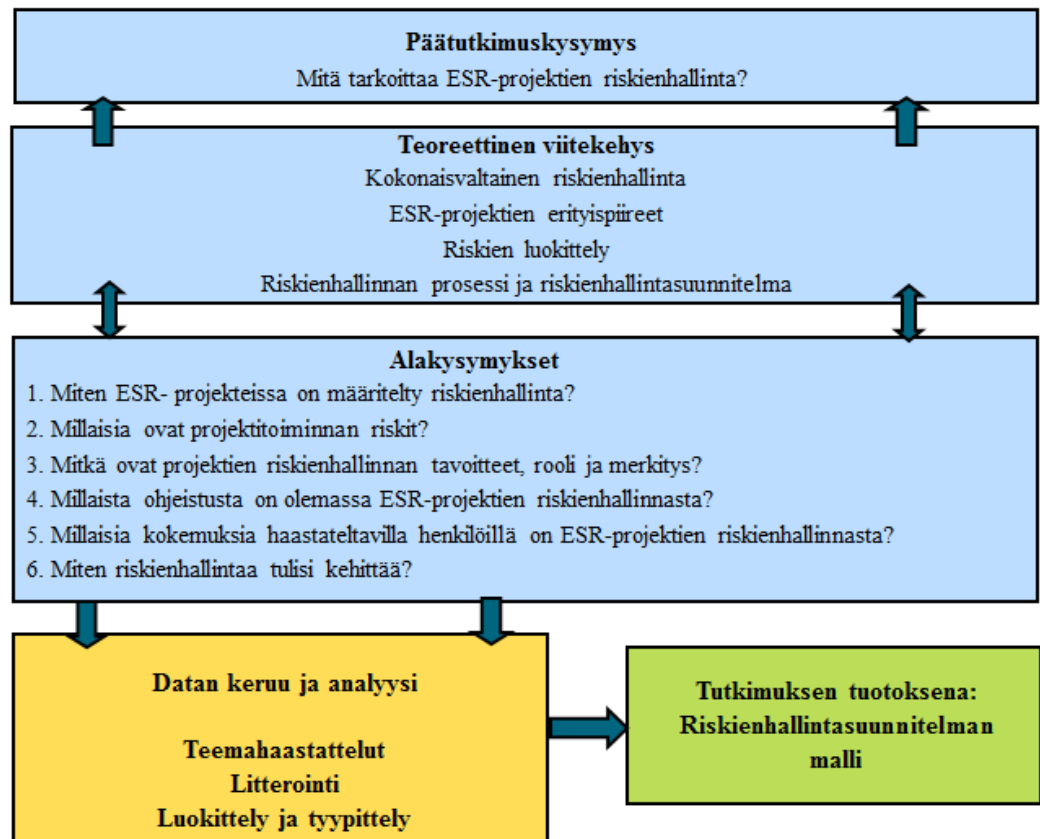 Päätutkimuskysymys
Mitä tarkoittaa ESR-projektien riskienhallinta?
Teoreettinen viitekehys
Kokonaisvaltainen riskienhallinta
ESR-projektien erityispiireet
Riskien luokittely
Riskienhallinnan prosessi ja riskienhallintasuunnitelma
Alakysymykset
1. Miten ESR- projekteissa on määritelty riskienhallinta?
2. Millaisia ovat projektitoiminnan riskit?
3. Mitkä ovat projektien riskienhallinnan tavoitteet, rooli ja merkitys?
4. Millaista ohjeistusta on olemassa ESR-projektien riskienhallinnasta?
5. Millaisia kokemuksia haastateltavilla henkilöillä on ESR-projektien riskienhallinnasta?
6. Miten riskienhallintaa tulisi kehittää?
Datan keruu ja analyysi
Teemahaastattelut
Litterointi
Luokittely ja tyypittely
Tutkimuksen tuotoksena:
Riskienhallintasuunnitelman
malli